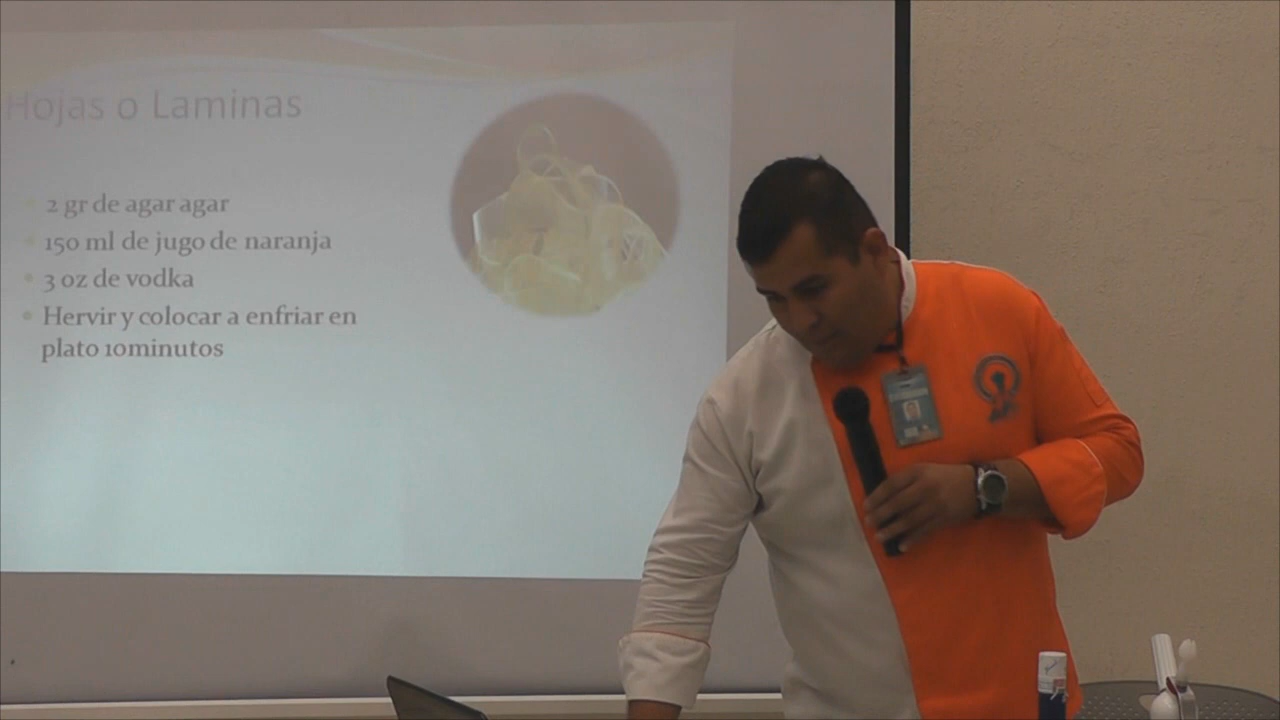 Hojas o Laminas
2 gr de agar agar
150 ml de jugo de naranja
3 oz de vodka
Hervir y colocar a enfriar en
plato 10minutos